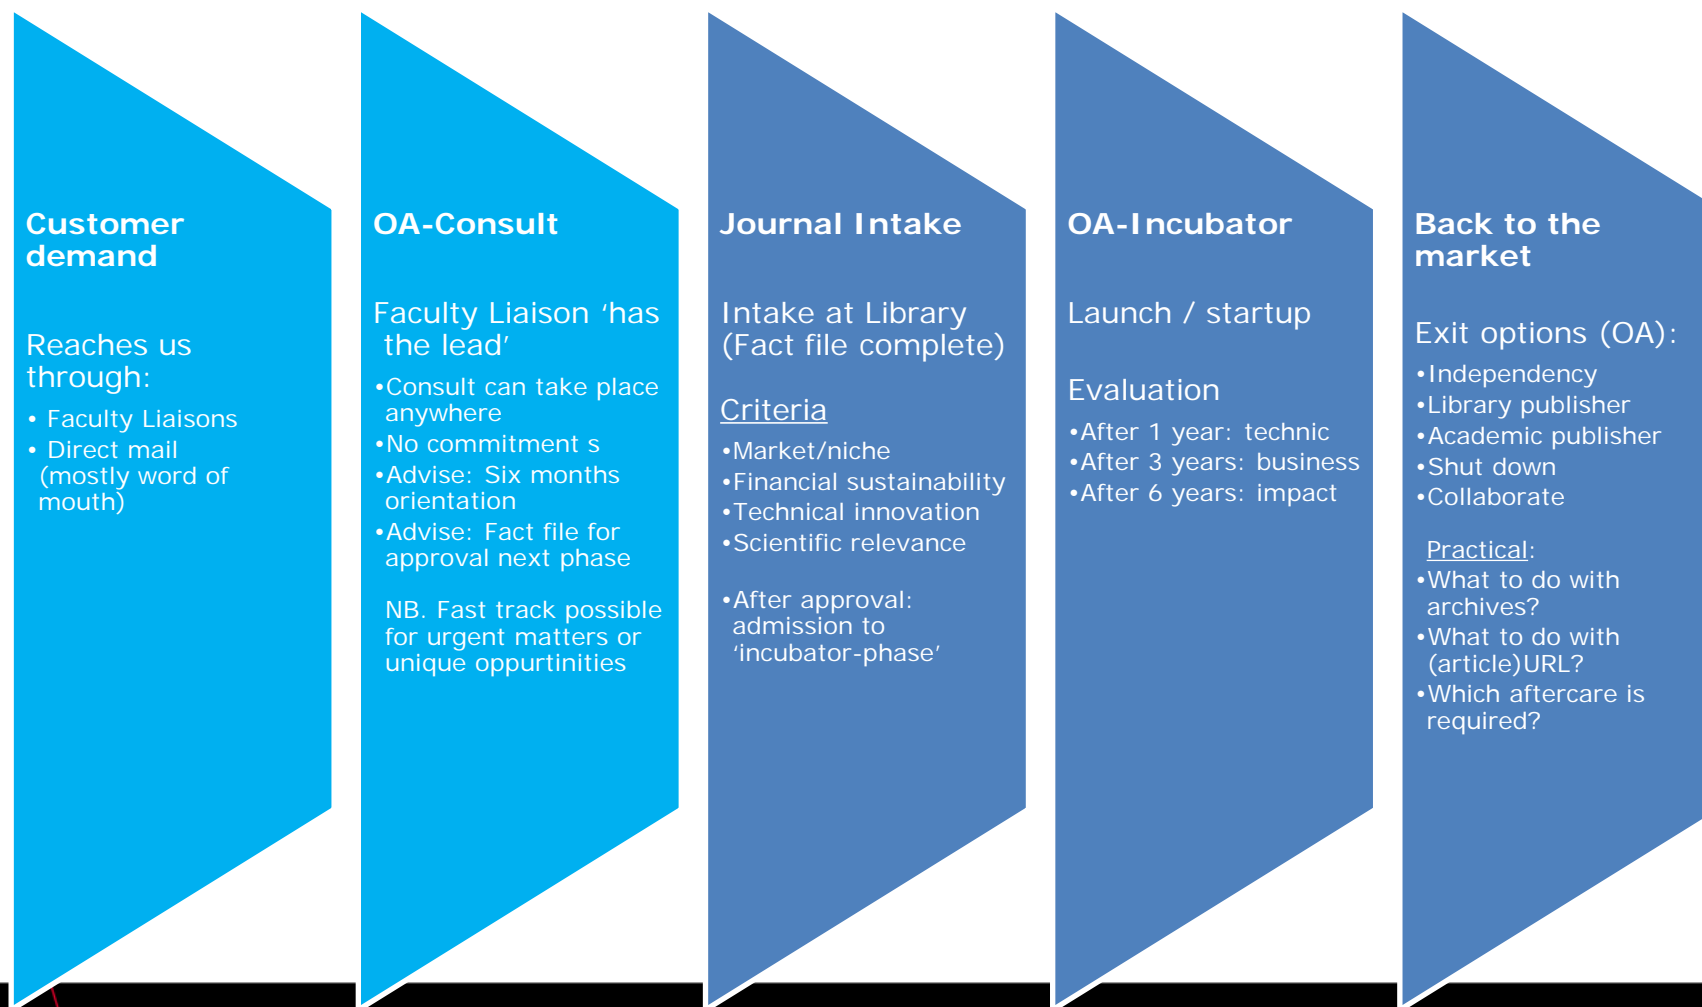 Customer
demand
Reaches us
through:
• Faculty Liaisons
• Direct mail
(mostly word of
mouth)
OA-Consult
Faculty Liaison ‘has
the lead’
•Consult can take place
anywhere
•No commitment s
•Advise: Six months
orientation
•Advise: Fact file for
approval next phase
NB. Fast track possible
for urgent matters or
unique oppurtinities
Journal Intake
Intake at Library
(Fact file complete)
Criteria
•Market/niche
•Financial sustainability
•Technical innovation
•Scientific relevance
•After approval:
admission to
‘incubator-phase’
OA-Incubator
Launch / startup
Evaluation
•After 1 year: technic
•After 3 years: business
•After 6 years: impact
Back to the
market
Exit options (OA):
•Independency
•Library publisher
•Academic publisher
•Shut down
•Collaborate
Practical:
•What to do with
archives?
•What to do with
(article)URL?
•Which aftercare is
required?